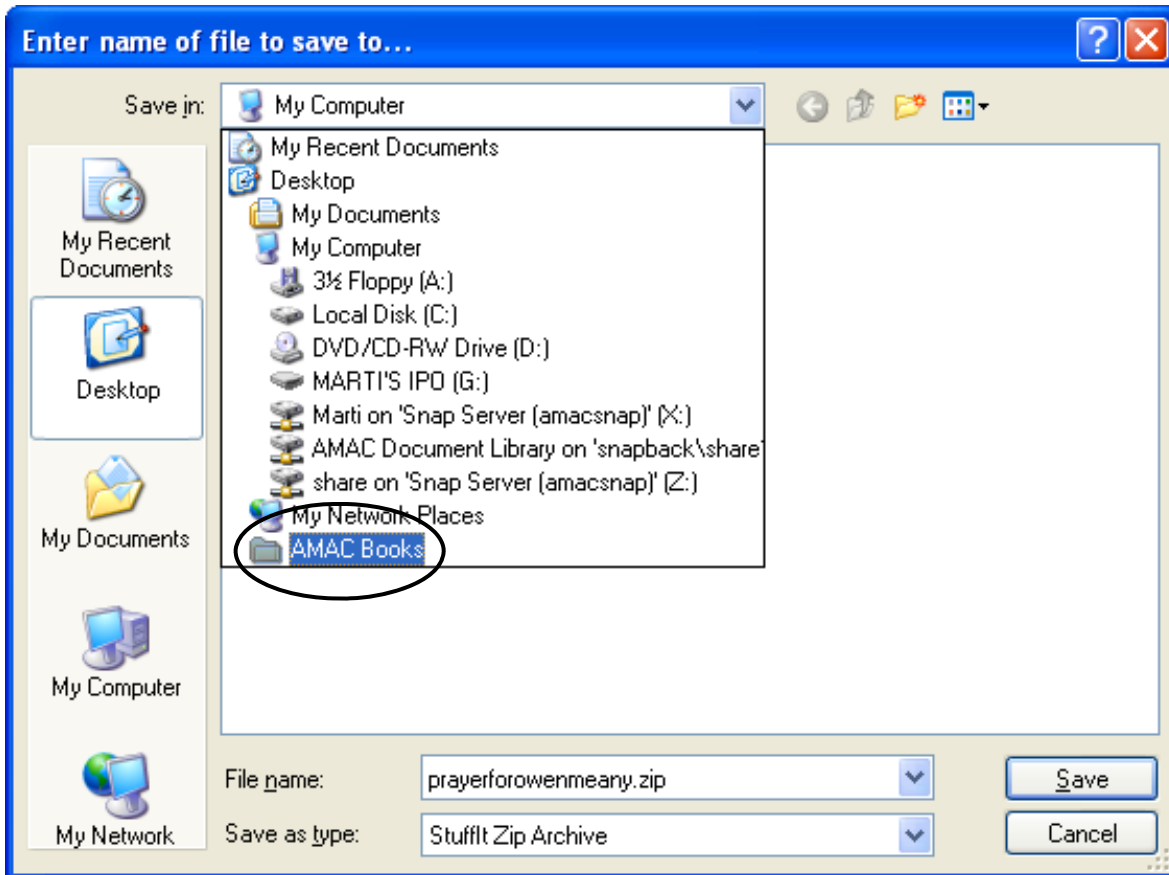 Enter name of file to save to...
Save in:
My Computer
My Recent Documents
Desktop
My Documents
My Computer
3½ Floppy (A:)
Local Disk (C:)
DVD/CD-RW Drive (D:)
MARTI'S IPO (G:)
Marti on 'Snap Server (amacsnap)' (X:)
AMAC Document Library on 'snapback\share'
share on 'Snap Server (amacsnap)' (Z:)
My Network Places
AMAC Books
My Recent
Documents
Desktop
My Documents
My Computer
My Network
File name:
prayerforowenmeany.zip
Save
Save as type:
StuffIt Zip Archive
Cancel